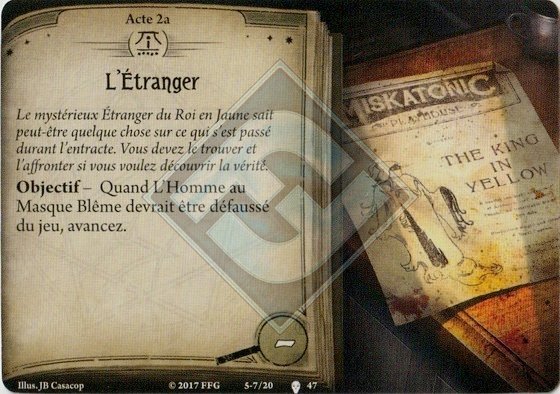 Acte 2a
L'Étranger
Le mystérieux Étranger du Roi en Jaune sait
peut-être quelque chose sur ce qui s'est passé
durant l'entracte. Vous devez le trouver et
l'affronter si vous voulez découvrir la vérité.
Objectif – Quand L'Homme au
Masque Blême devrait être défaussé
du jeu, avancez.
–
MISKATONIC
PLAYHOUSE
THE KING
IN
YELLOW
Illus. JB Casacop
© 2017 FFG
5-7/20
47